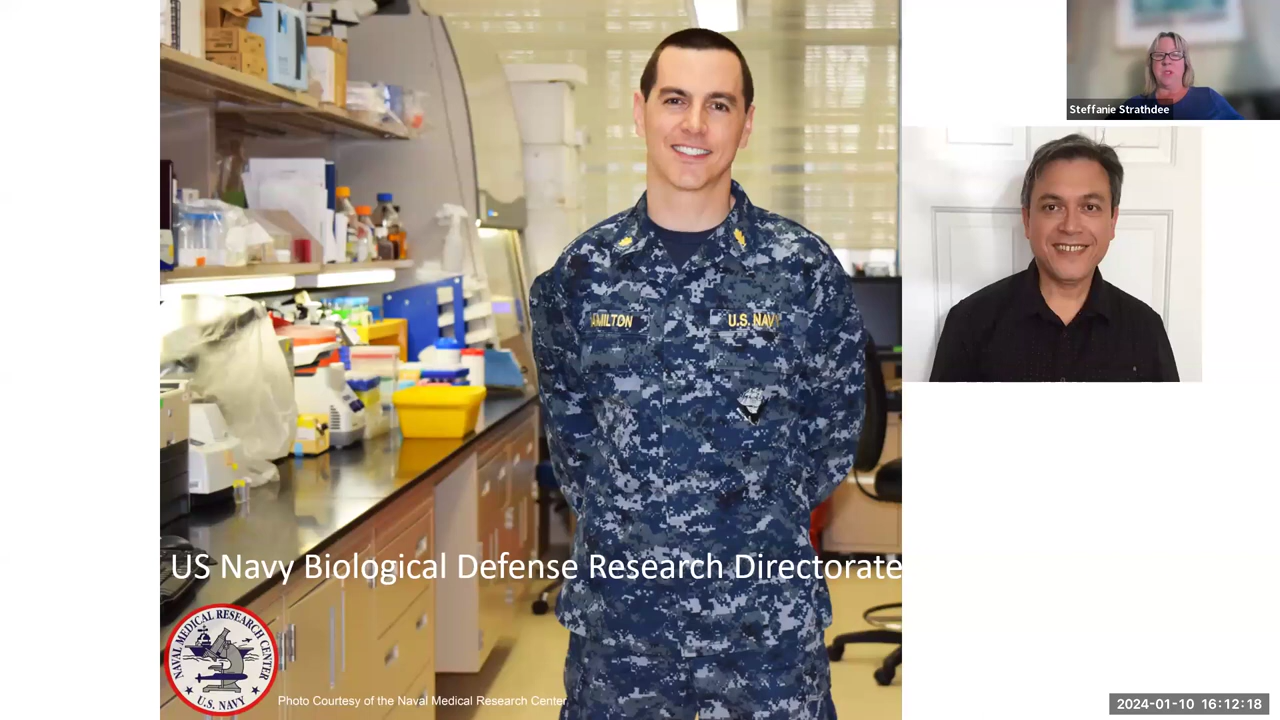 Steffanie Strathdee
AMILTON
U.S. NAVY
US Navy Biological Defense Research Directorate
NAVAL MEDICAL RESEARCH CENTER
U.S. NAVY
Photo Courtesy of the Naval Medical Research Center
2024-01-10 16:12:18